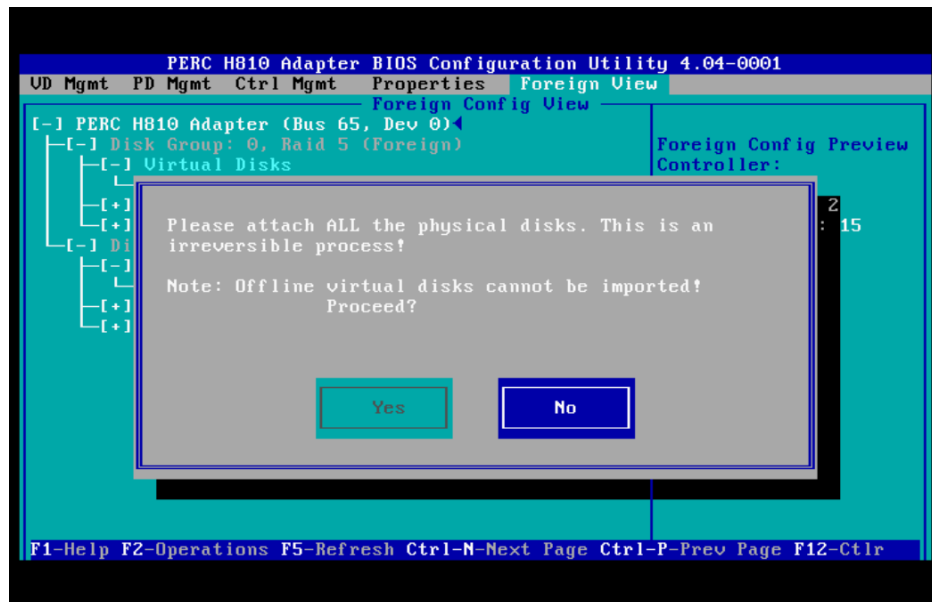 PERC H810 Adapter BIOS Configuration Utility 4.04-0001
VD Mgmt PD Mgmt Ctrl Mgmt Properties Foreign View
Foreign Config View
[-] PERC H810 Adapter (Bus 65, Dev 0)
[-] Disk Group: 0, Raid 5 (Foreign)
Foreign Config Preview
[-] Virtual Disks
Controller:
[+]
2
[+]
: 15
[-] Di
[-]
[+]
[+]
Please attach ALL the physical disks. This is an
irreversible process!
Note: Offline virtual disks cannot be imported!
Proceed?
Yes
No
F1-Help F2-Operations F5-Refresh Ctrl-N-Next Page Ctrl-P-Prev Page F12-Ctlr